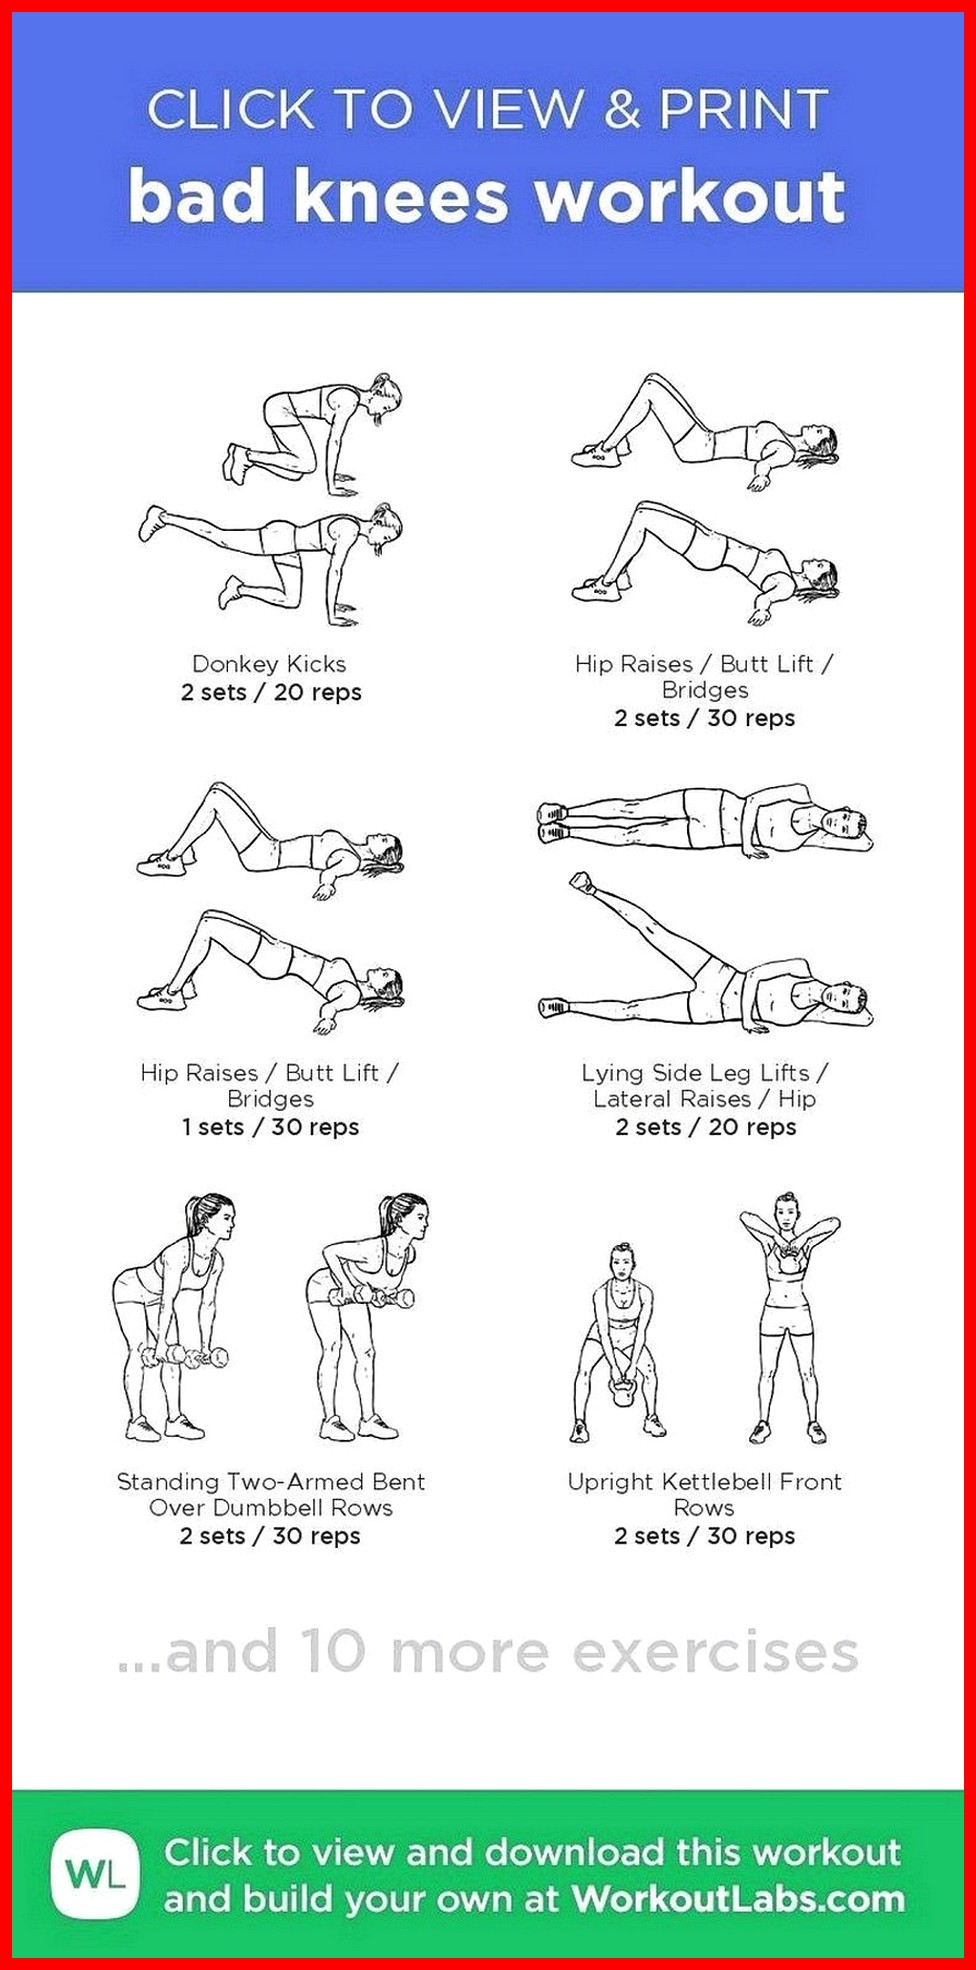 CLICK TO VIEW & PRINT
bad knees workout
Donkey Kicks
2 sets / 20 reps
Hip Raises / Butt Lift /
Bridges
2 sets / 30 reps
Hip Raises / Butt Lift /
Bridges
1 sets / 30 reps
Lying Side Leg Lifts /
Lateral Raises / Hip
2 sets / 20 reps
Standing Two-Armed Bent
Over Dumbbell Rows
2 sets / 30 reps
Upright Kettlebell Front
Rows
2 sets / 30 reps
...and 10 more exercises
WL
Click to view and download this workout
and build your own at WorkoutLabs.com